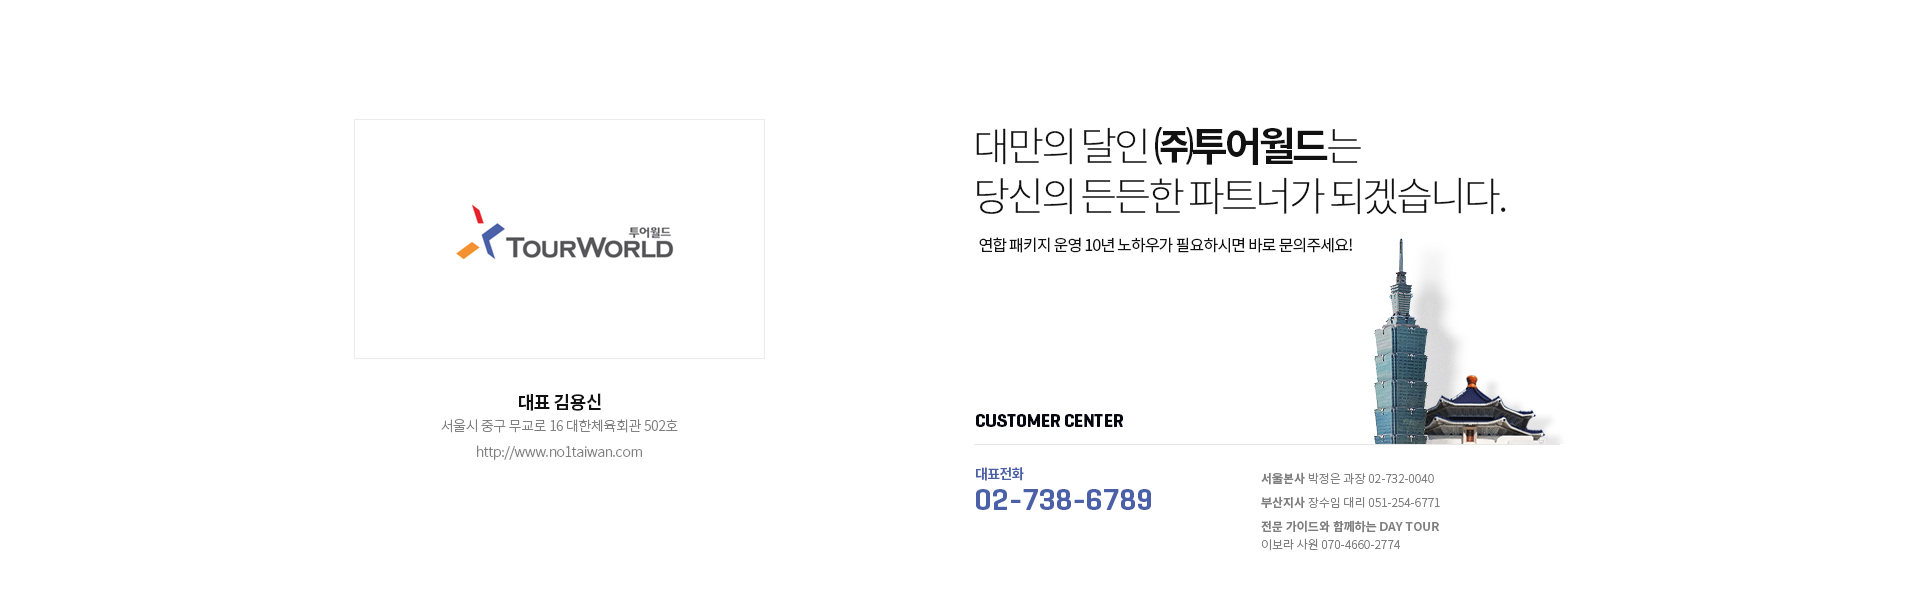 투어월드
TOURWORLD
대표 김용신
서울시 중구 무교로 16 대한체육회관 502호
http://www.no1taiwan.com
대만의 달인 (주)투어월드는
당신의 든든한 파트너가 되겠습니다.
연합 패키지 운영 10년 노하우가 필요하시면 바로 문의주세요!
CUSTOMER CENTER
대표전화
02-738-6789
서울본사 박정은 과장 02-732-0040
부산지사 장수임 대리 051-254-6771
전문 가이드와 함께하는 DAY TOUR
이보라 사원 070-4660-2774